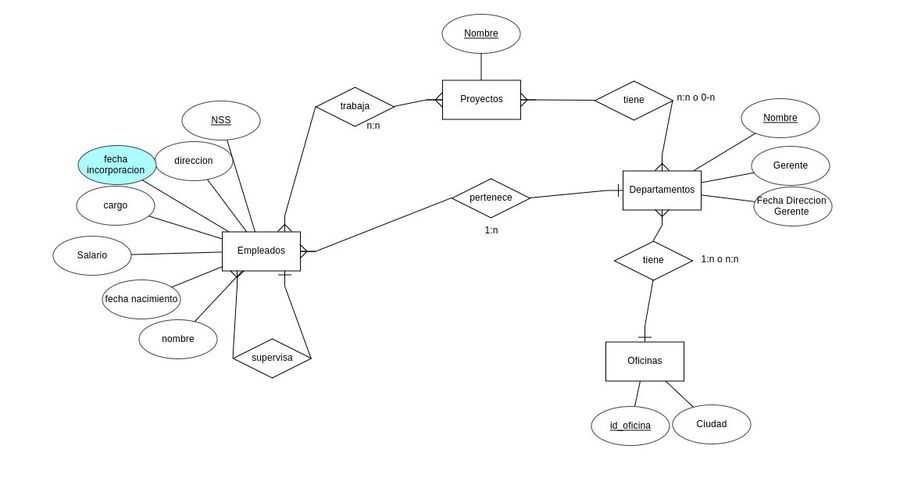 Nombre
Proyectos
trabaja
n:n
tiene
n:n o 0-n
NSS
direccion
fecha
incorporacion
cargo
Salario
fecha nacimiento
nombre
Empleados
supervisa
pertenece
1:n
Nombre
Gerente
Fecha Direccion
Gerente
Departamentos
tiene
1:n o n:n
Oficinas
id_oficina
Ciudad